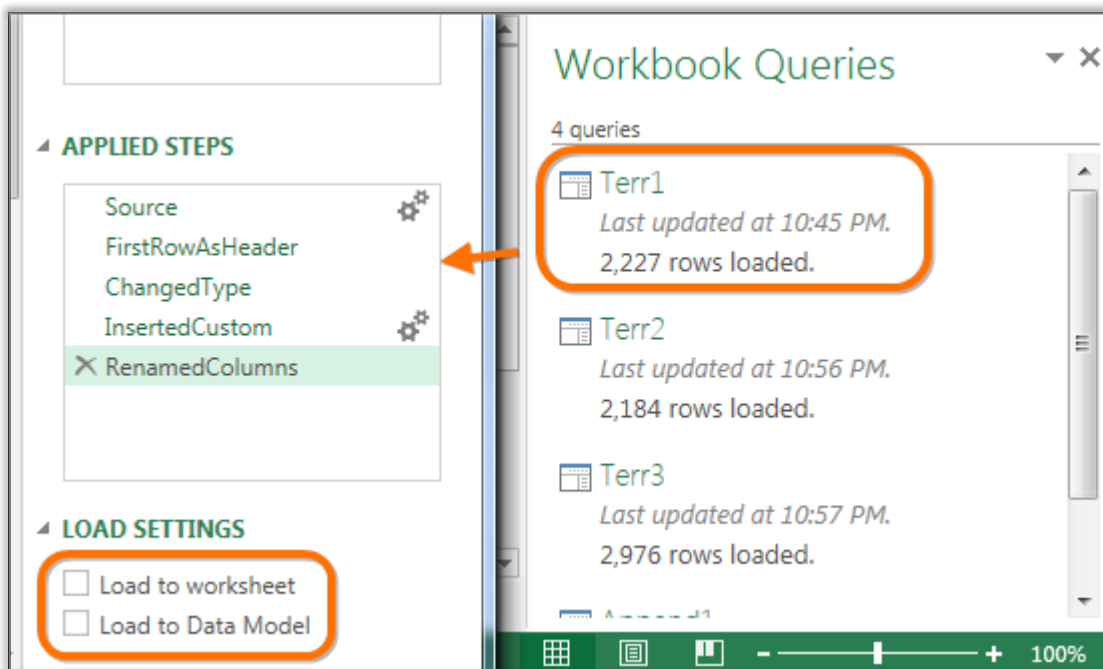 APPLIED STEPS
Source
FirstRowAsHeader
ChangedType
InsertedCustom
RenamedColumns
LOAD SETTINGS
Load to worksheet
Load to Data Model
Workbook Queries
4 queries
Terr1
Last updated at 10:45 PM.
2,227 rows loaded.
Terr2
Last updated at 10:56 PM.
2,184 rows loaded.
Terr3
Last updated at 10:57 PM.
2,976 rows loaded.
Append1
100%